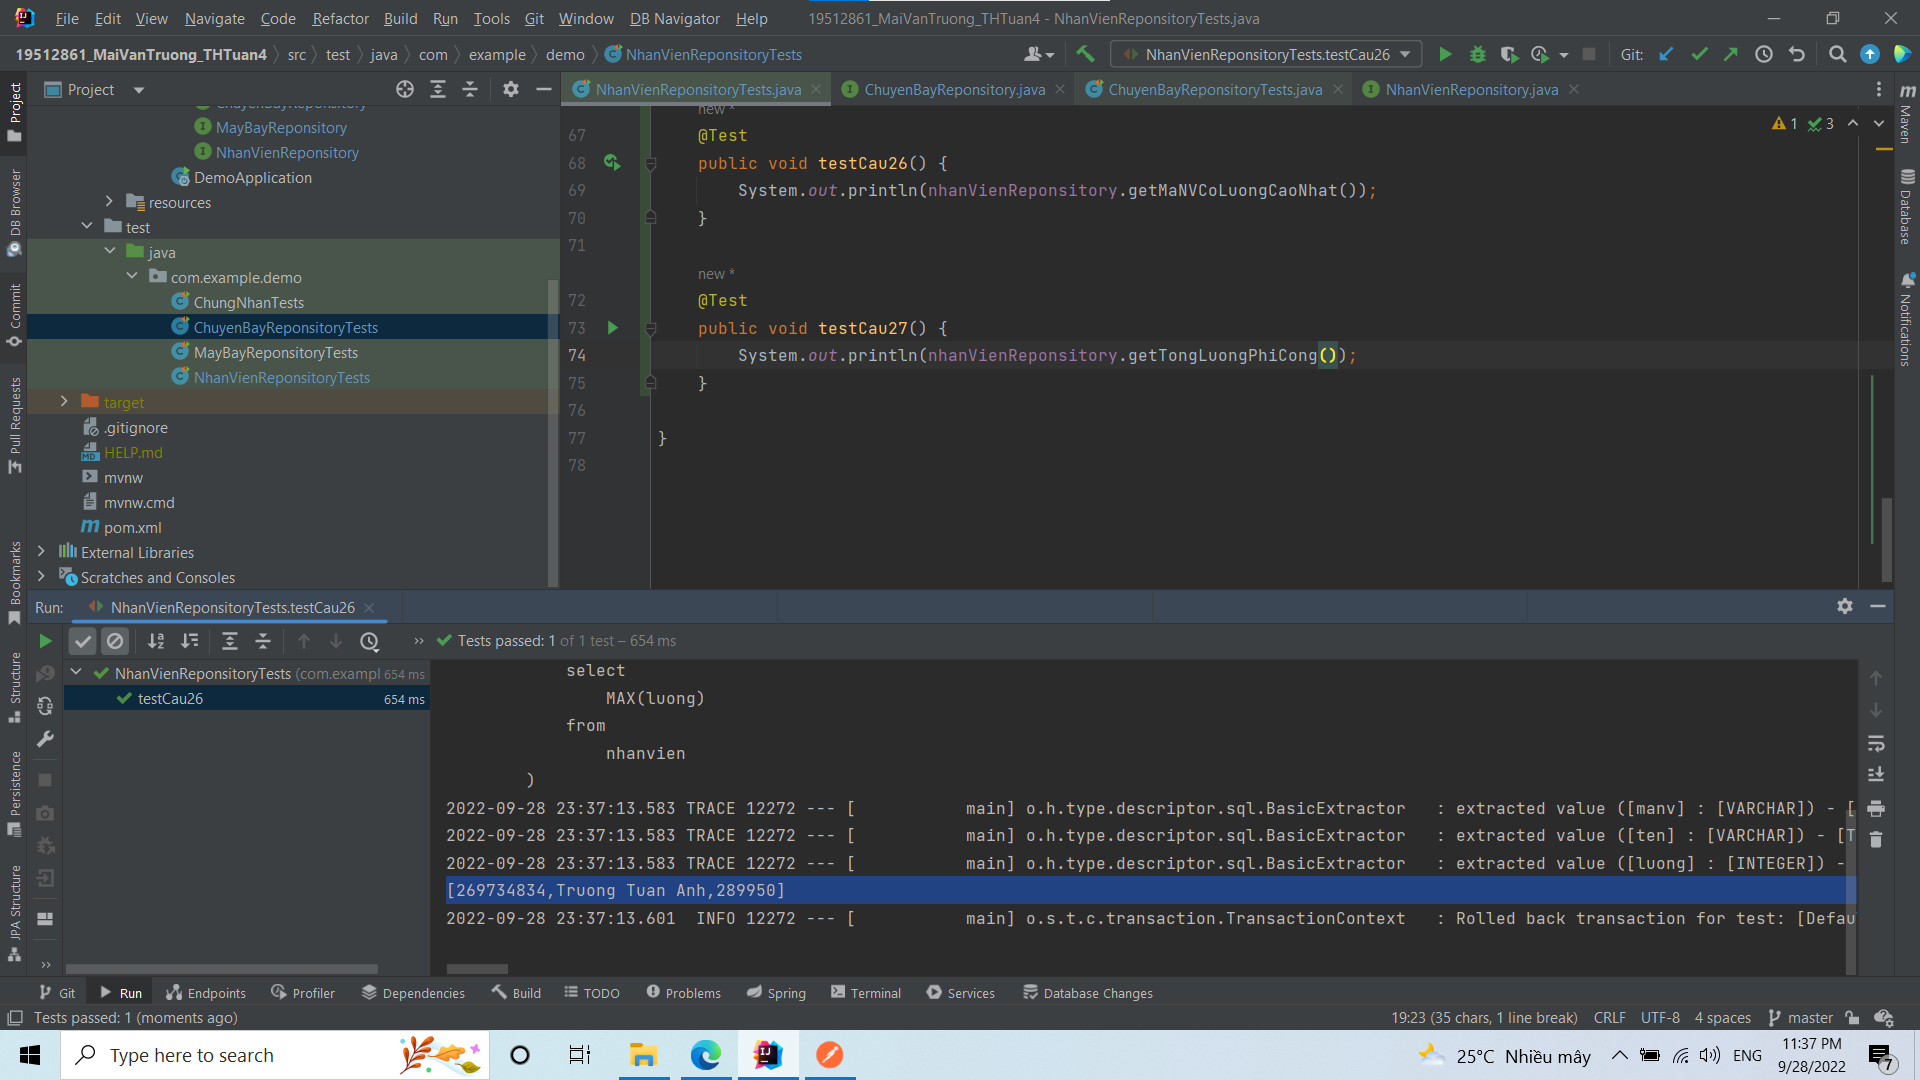 File Edit View Navigate Code Refactor Build Run Tools Git Window DB Navigator Help 19512861_MaiVanTruong_THTuan4 - NhanVienReponsitoryTests.java
19512861_MaiVanTruong_THTuan4 src test java com example demo NhanVienReponsitoryTests NhanVienReponsitoryTests.testCau26 Git:
Project NhanVienReponsitoryTests.java ChuyenBayReponsitory.java ChuyenBayReponsitoryTests.java NhanVienReponsitory.java
ChuyenBayReponsitory
MayBayReponsitory
NhanVienReponsitory
DemoApplication
resources
test
java
com.example.demo
ChungNhanTests
ChuyenBayReponsitoryTests
MayBayReponsitoryTests
NhanVienReponsitoryTests
target
.gitignore
HELP.md
mvnw
mvnw.cmd
pom.xml
External Libraries
Scratches and Consoles
new *
67 @Test
68 public void testCau26() {
69 System.out.println(nhanVienReponsitory.getMaNVCoLuongCaoNhat());
70 }
71
new *
72 @Test
73 public void testCau27() {
74 System.out.println(nhanVienReponsitory.getTongLuongPhiCong());
75 }
76
77 }
78
1 3
Project
DB Browser
Commit
Pull Requests
Bookmarks
Structure
Persistence
JPA Structure
Maven
Database
Notifications
Run: NhanVienReponsitoryTests.testCau26
Tests passed: 1 of 1 test – 654 ms
NhanVienReponsitoryTests (com.exampl 654 ms
testCau26 654 ms
select
MAX(luong)
from
nhanvien
)
2022-09-28 23:37:13.583 TRACE 12272 --- [ main] o.h.type.descriptor.sql.BasicExtractor : extracted value ([manv] : [VARCHAR]) - [
2022-09-28 23:37:13.583 TRACE 12272 --- [ main] o.h.type.descriptor.sql.BasicExtractor : extracted value ([ten] : [VARCHAR]) - [T
2022-09-28 23:37:13.583 TRACE 12272 --- [ main] o.h.type.descriptor.sql.BasicExtractor : extracted value ([luong] : [INTEGER]) -
[269734834,Truong Tuan Anh,289950]
2022-09-28 23:37:13.601 INFO 12272 --- [ main] o.s.t.c.transaction.TransactionContext : Rolled back transaction for test: [Defau
Git Run Endpoints Profiler Dependencies Build TODO Problems Spring Terminal Services Database Changes
Tests passed: 1 (moments ago) 19:23 (35 chars, 1 line break) CRLF UTF-8 4 spaces master
Type here to search 25°C Nhiều mây ENG 11:37 PM
9/28/2022 7